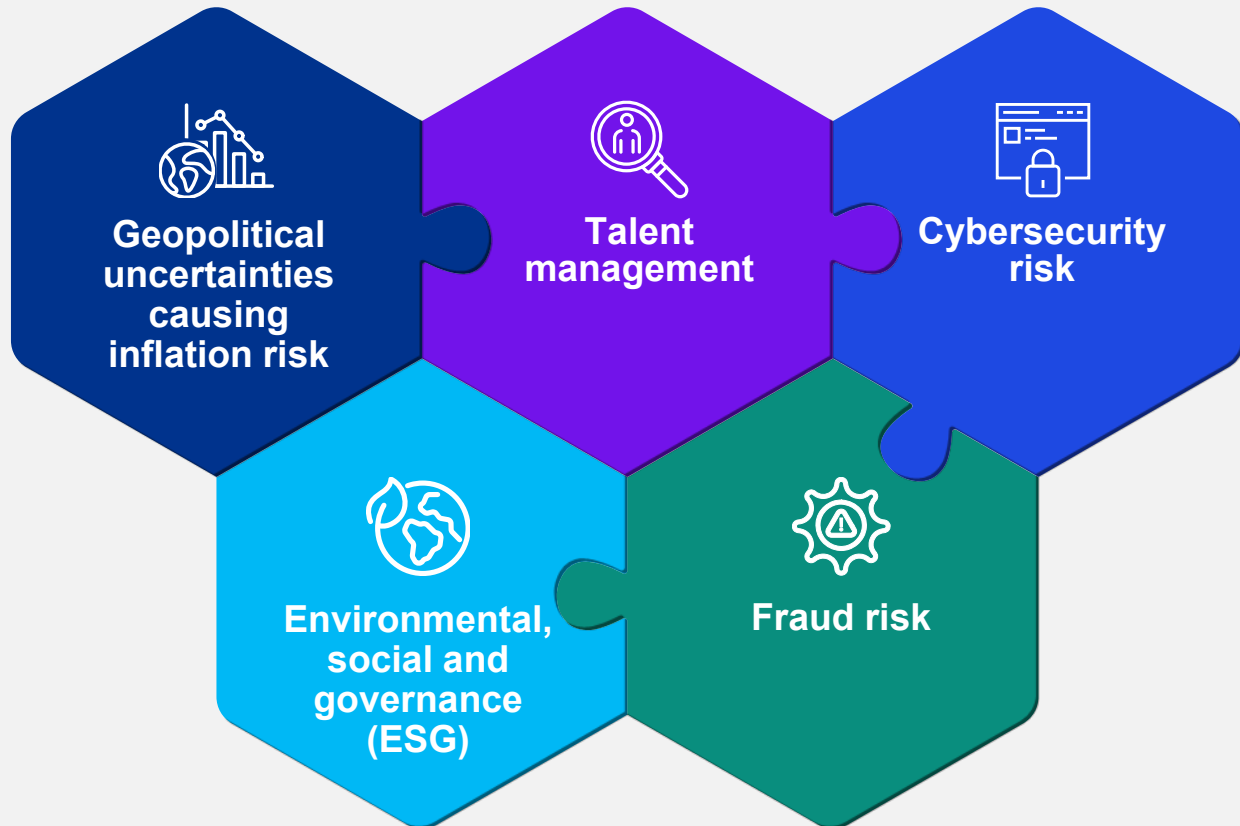 Geopolitical
uncertainties
causing
inflation risk
Talent
management
Cybersecurity
risk
Environmental,
social and
governance
(ESG)
Fraud risk